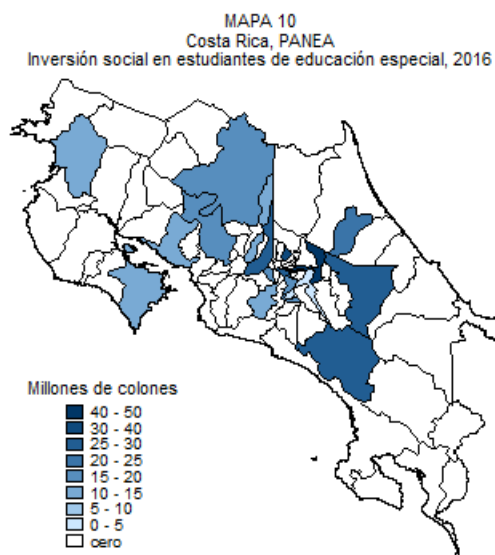 MAPA 10
Costa Rica, PANEA
Inversión social en estudiantes de educación especial, 2016
Millones de colones
40 - 50
30 - 40
25 - 30
20 - 25
15 - 20
10 - 15
5 - 10
0 - 5
cero